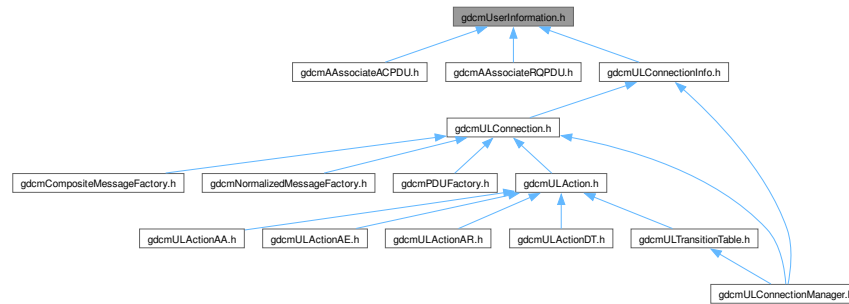 gdcmUserInformation.h
gdcmAAssociateACPDU.h
gdcmAAssociateRQPDU.h
gdcmULConnectionInfo.h
gdcmULConnection.h
gdcmCompositeMessageFactory.h
gdcmNormalizedMessageFactory.h
gdcmPDUFactory.h
gdcmULAction.h
gdcmULActionAA.h
gdcmULActionAE.h
gdcmULActionAR.h
gdcmULActionDT.h
gdcmULTransitionTable.h
gdcmULConnectionManager.h